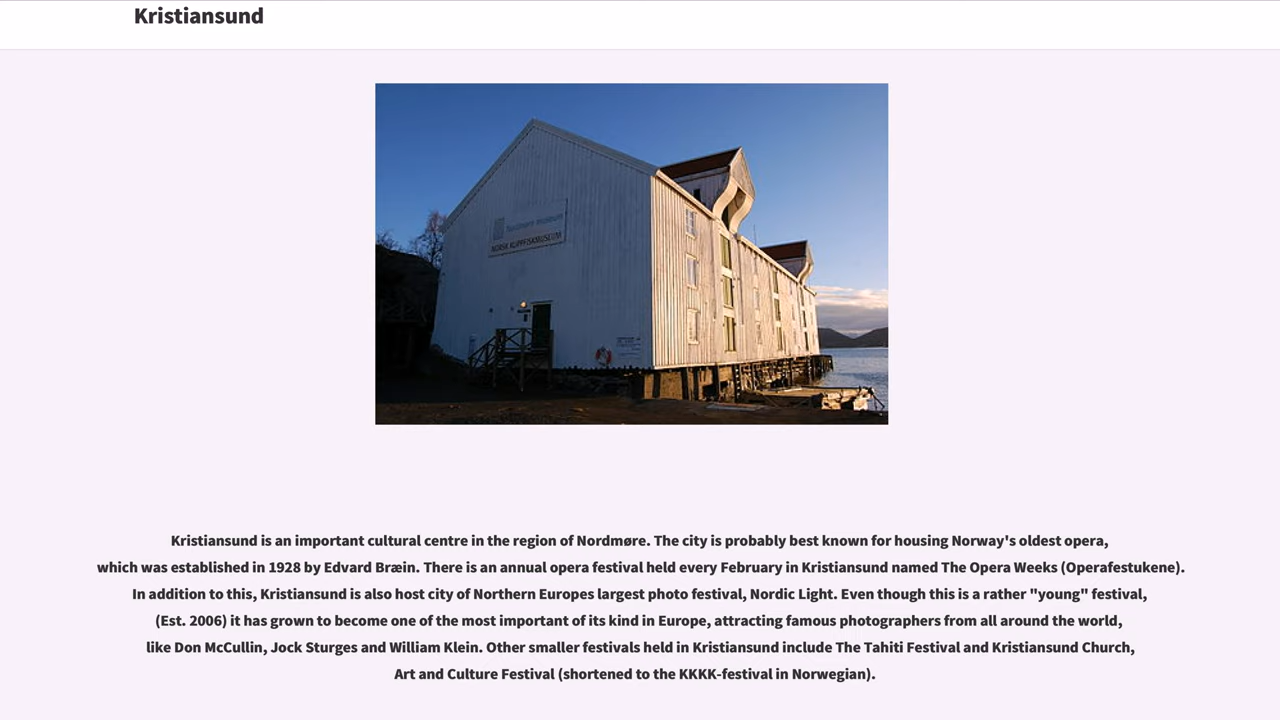 Kristiansund
Nordmøre museum
NORSK KLIPPFISKMUSEUM
Kristiansund is an important cultural centre in the region of Nordmøre. The city is probably best known for housing Norway's oldest opera,
which was established in 1928 by Edvard Bræin. There is an annual opera festival held every February in Kristiansund named The Opera Weeks (Operafestukene).
In addition to this, Kristiansund is also host city of Northern Europes largest photo festival, Nordic Light. Even though this is a rather "young" festival,
(Est. 2006) it has grown to become one of the most important of its kind in Europe, attracting famous photographers from all around the world,
like Don McCullin, Jock Sturges and William Klein. Other smaller festivals held in Kristiansund include The Tahiti Festival and Kristiansund Church,
Art and Culture Festival (shortened to the KKKK-festival in Norwegian).